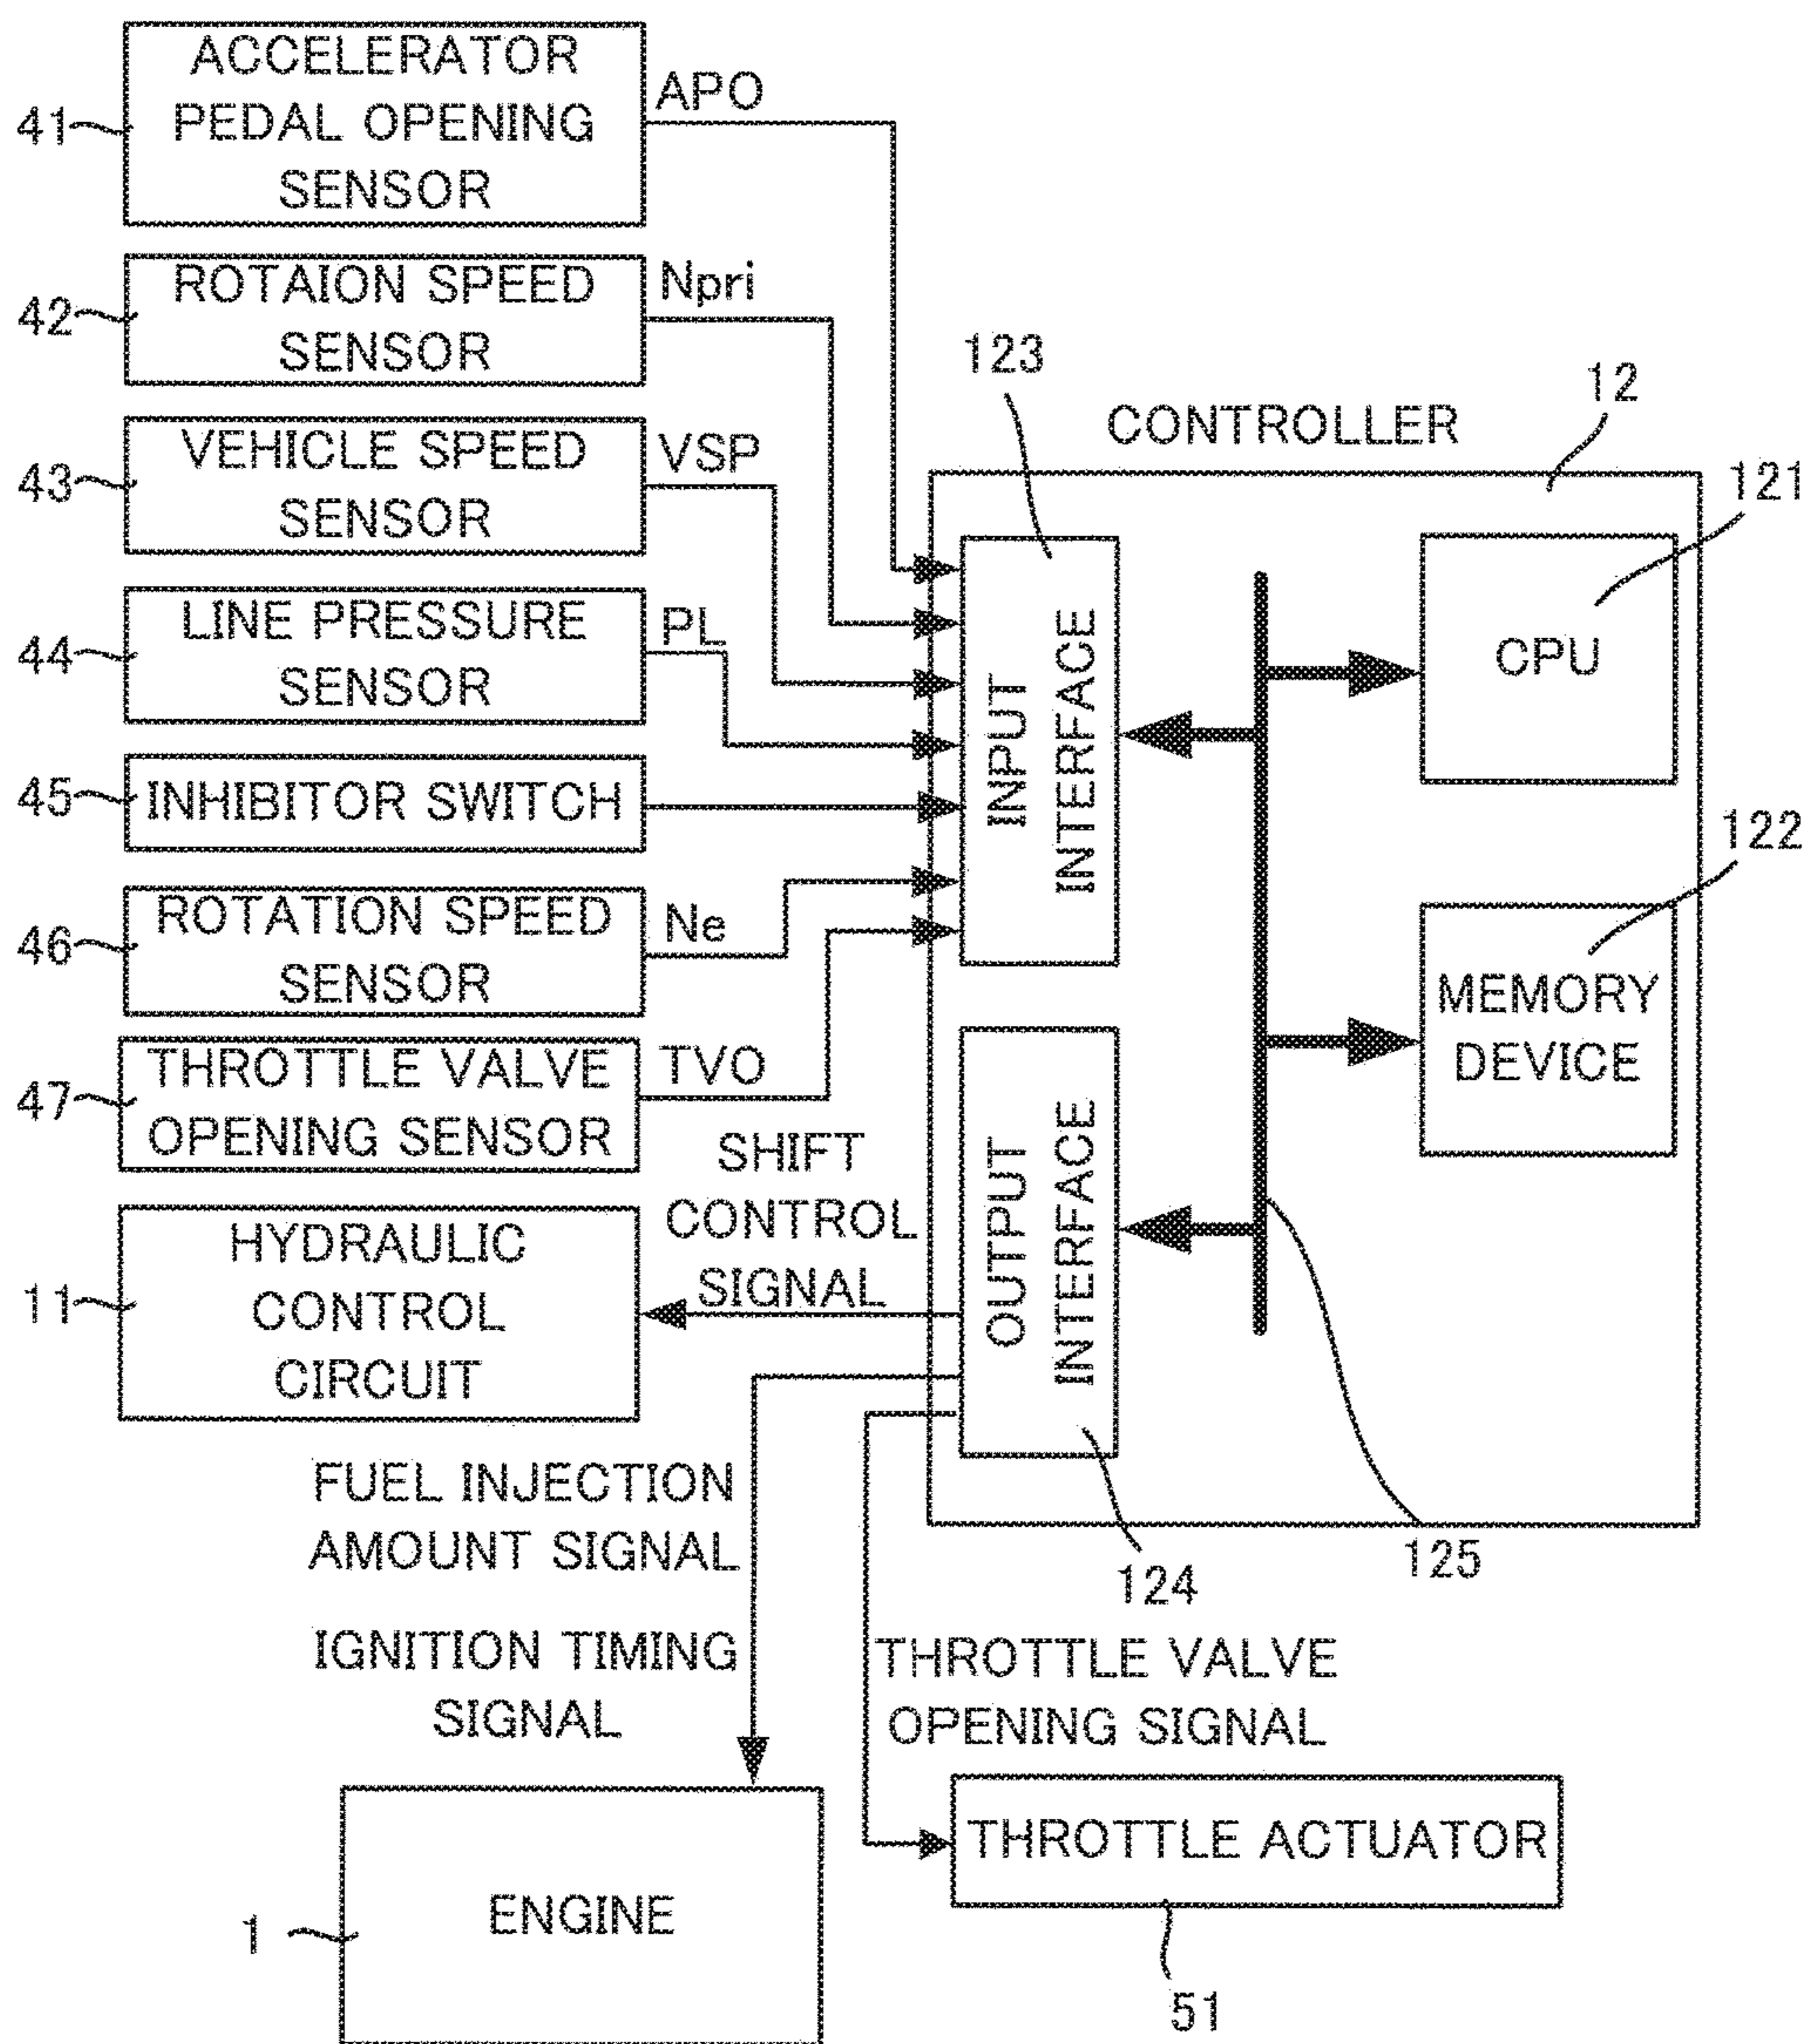 ACCELERATOR
PEDAL OPENING
SENSOR
41
APO
ROTAION SPEED
SENSOR
42
Npri
VEHICLE SPEED
SENSOR
43
VSP
LINE PRESSURE
SENSOR
44
PL
INHIBITOR SWITCH
45
ROTATION SPEED
SENSOR
46
Ne
THROTTLE VALVE
OPENING SENSOR
47
TVO
HYDRAULIC
CONTROL
CIRCUIT
11
SHIFT
CONTROL
SIGNAL
CONTROLLER
12
123
INPUT
INTERFACE
121
CPU
122
MEMORY
DEVICE
OUTPUT
INTERFACE
124
125
FUEL INJECTION
AMOUNT SIGNAL
IGNITION TIMING
SIGNAL
THROTTLE VALVE
OPENING SIGNAL
ENGINE
1
THROTTLE ACTUATOR
51